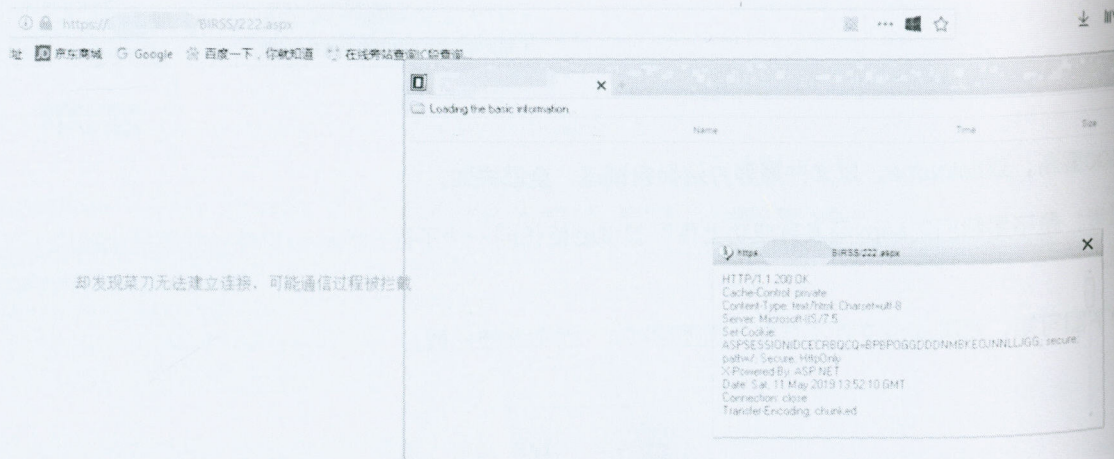 https:// /BIRSS/222.aspx
址 JD 京东商城 G Google 百度一下,你就知道 在线旁站查询|C段查询...
Loading the basic information...
Name Time Size
https BIRSS/222.aspx
却发现菜刀无法建立连接,可能通信过程被拦截
HTTP/1.1 200 OK
Cache-Control: private
Content-Type: text/html; Charset=utf-8
Server: Microsoft-IIS/7.5
Set-Cookie:
ASPSESSIONIDCECRBQCQ=BPBPOGGDDDNMBKEOJNNLLJGG; secure;
path=/; Secure; HttpOnly
X-Powered-By: ASP.NET
Date: Sat, 11 May 2019 13:52:10 GMT
Connection: close
Transfer-Encoding: chunked